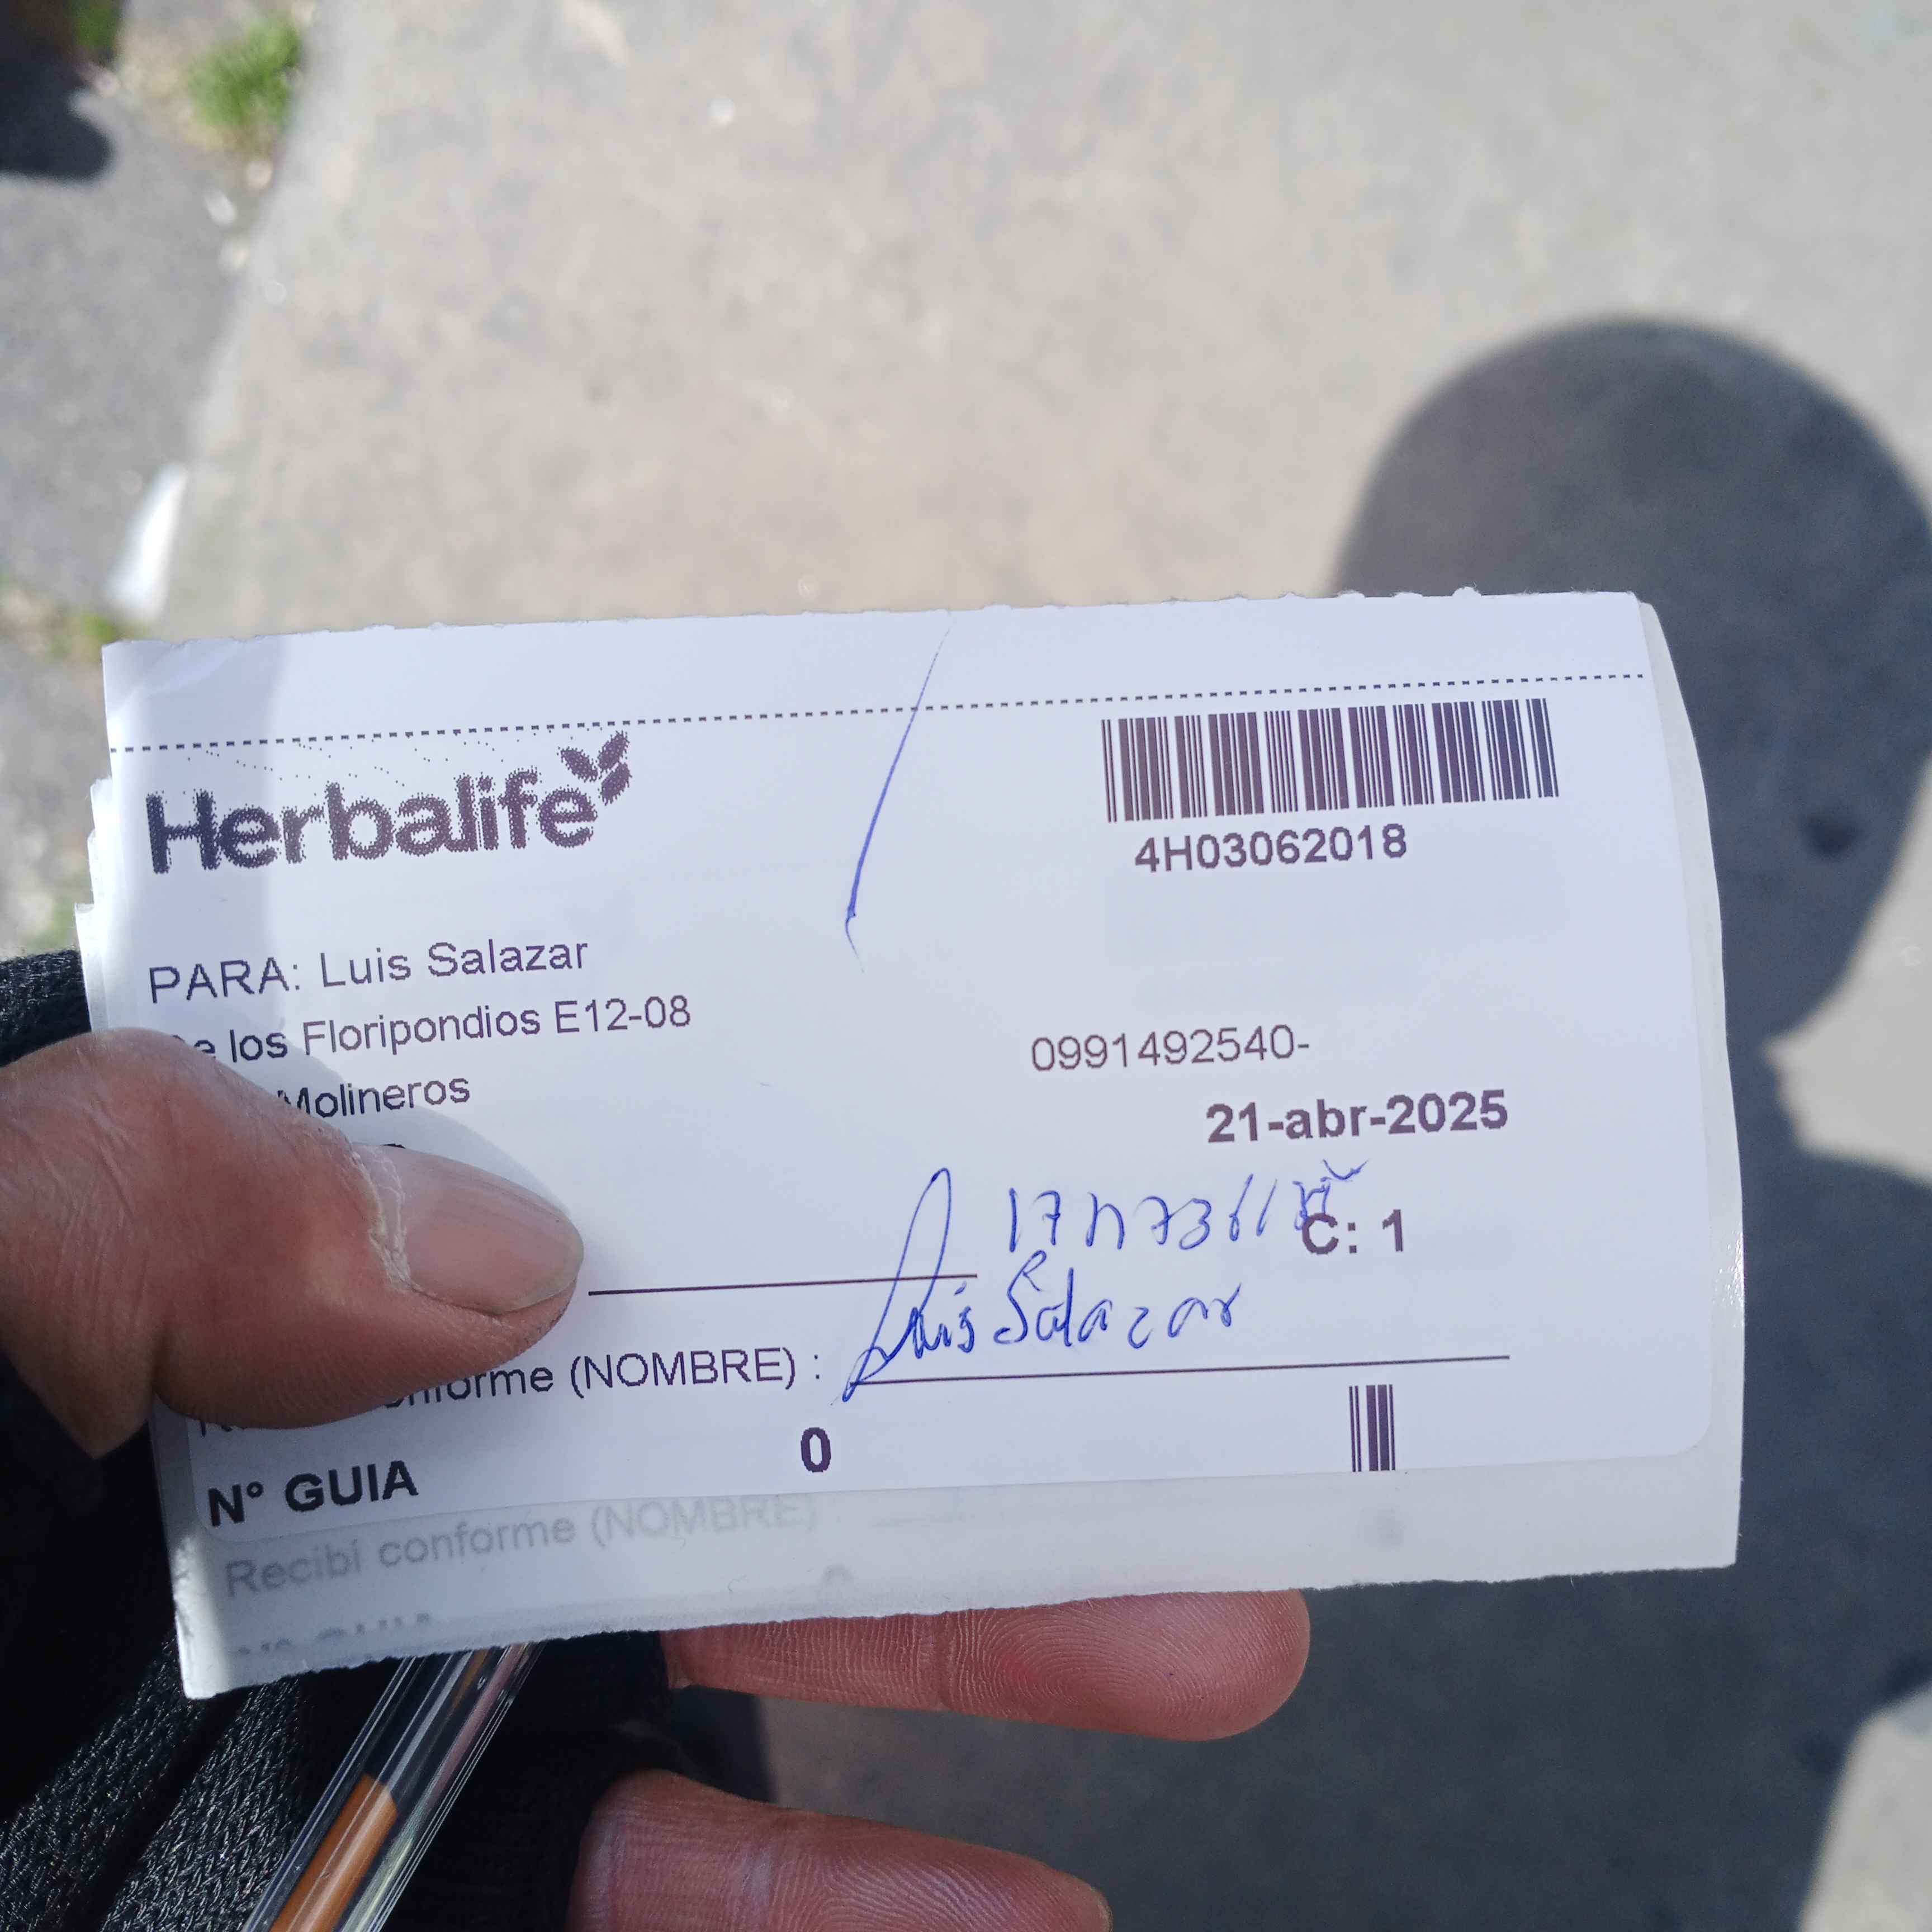 Herbalife
4H03062018
PARA: Luis Salazar
los Floripondios E12-08
0991492540-
Molineros
21-abr-2025
C: 1
Luis Salazar
(NOMBRE) :
0
N° GUIA
Recibí conforme (NOMBRE)